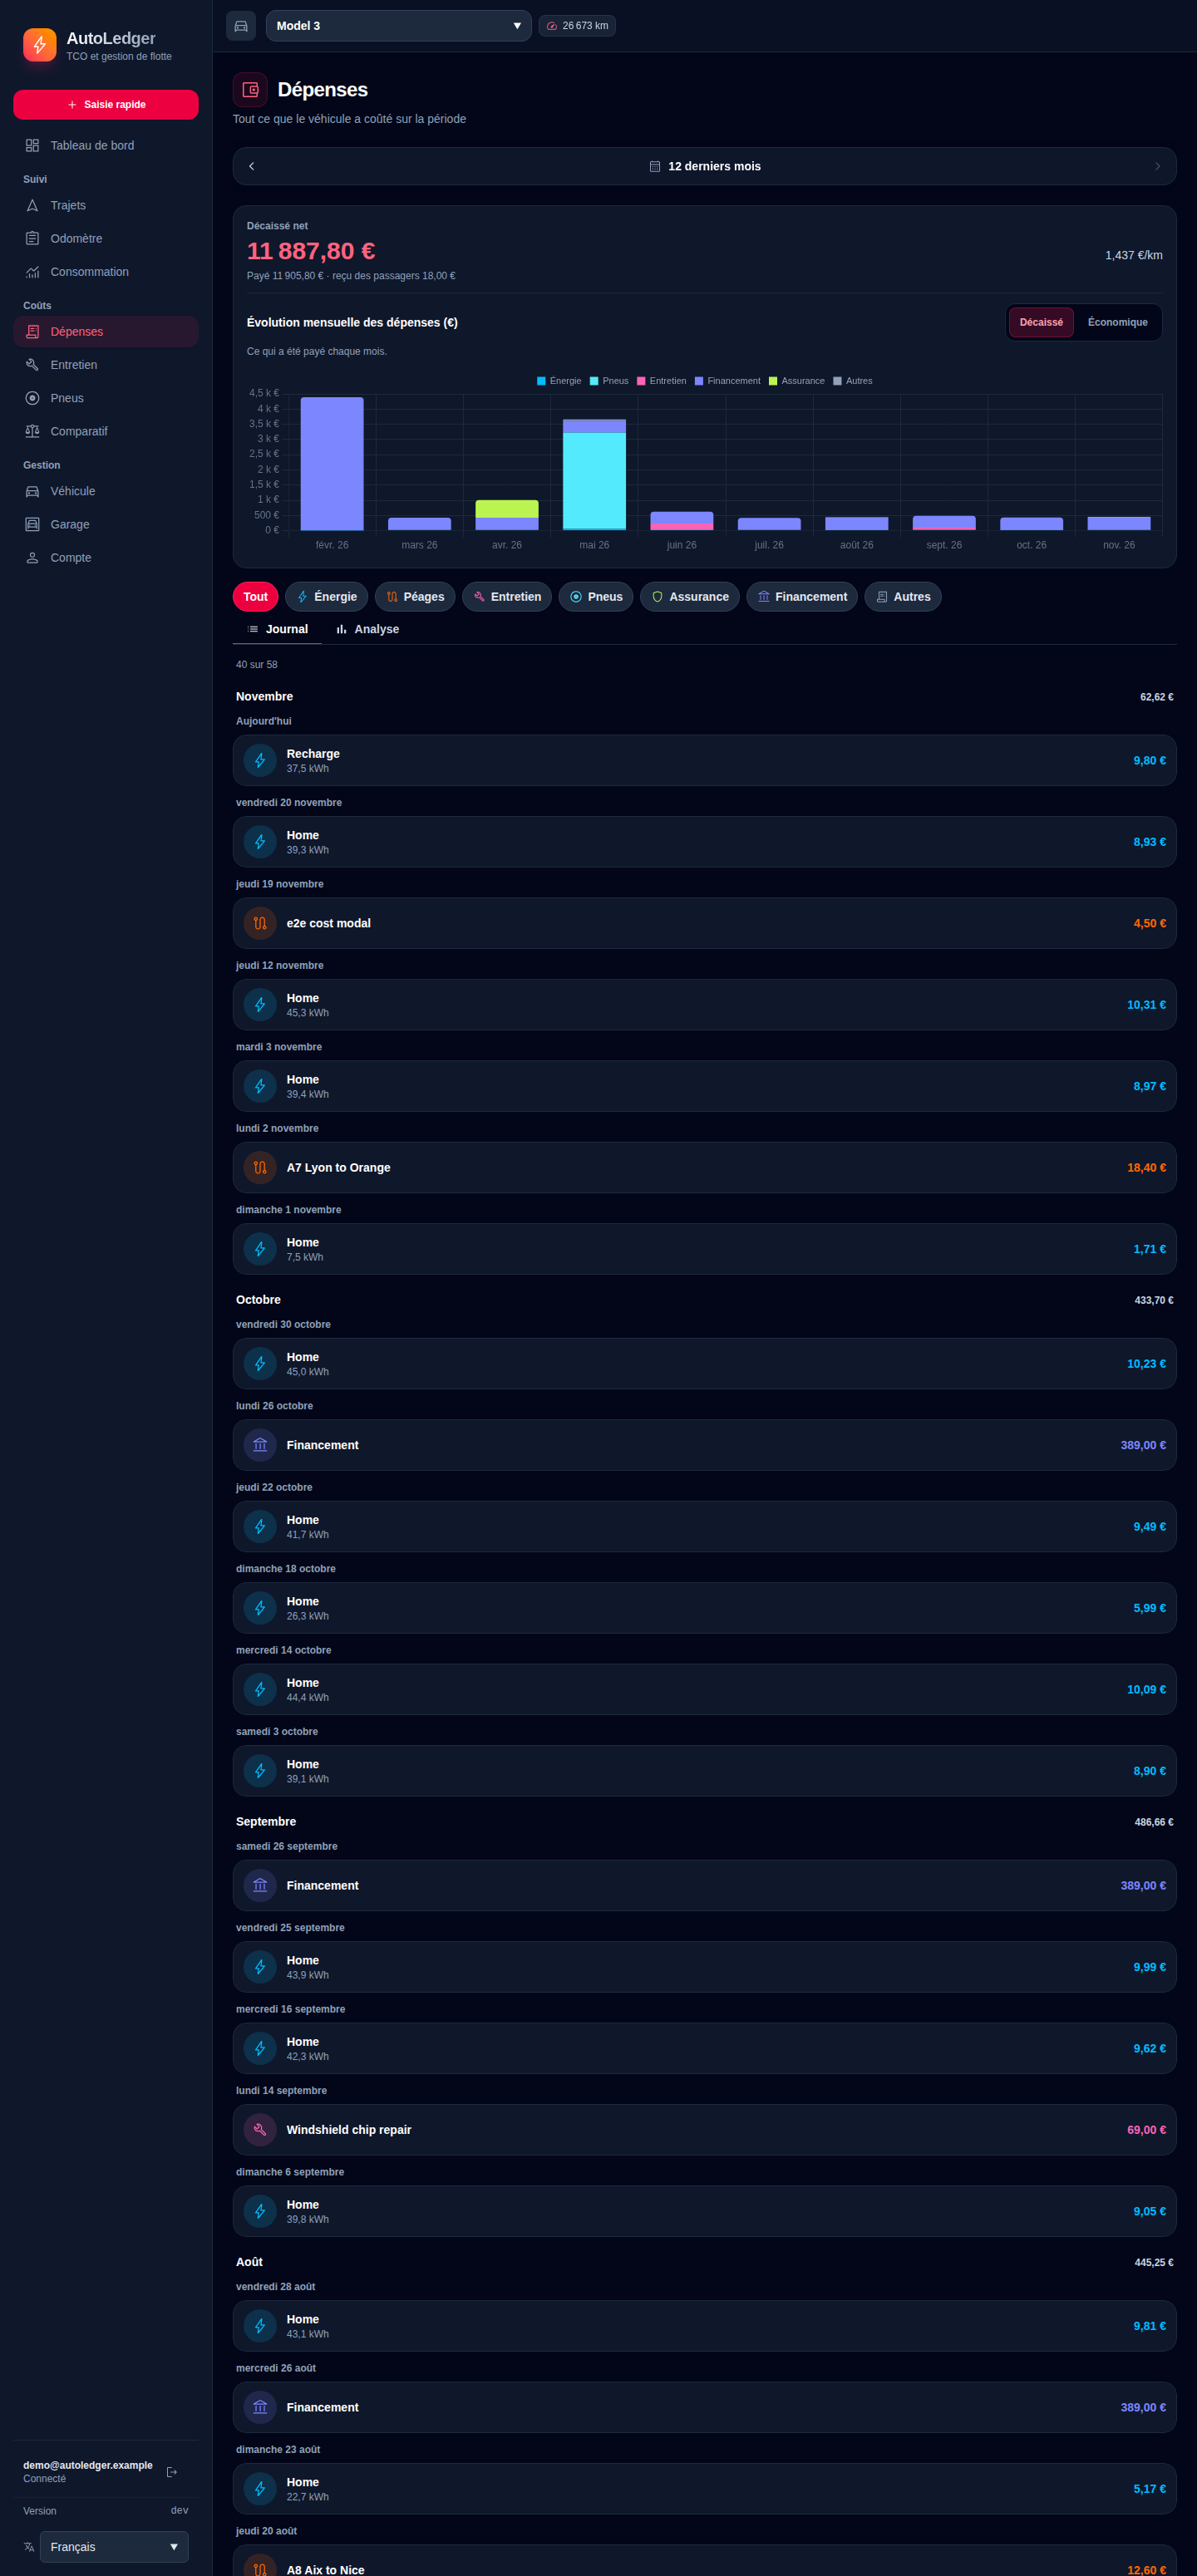 AutoLedger
TCO et gestion de flotte
Saisie rapide
Tableau de bord
Suivi
Trajets
Odomètre
Consommation
Coûts
Dépenses
Entretien
Pneus
Comparatif
Gestion
Véhicule
Garage
Compte
demo@autoledger.example
Connecté
Version dev
Français
Model 3
26 673 km
Dépenses
Tout ce que le véhicule a coûté sur la période
12 derniers mois
Décaissé net
11 887,80 €
1,437 €/km
Payé 11 905,80 € · reçu des passagers 18,00 €
Évolution mensuelle des dépenses (€)
Décaissé Économique
Ce qui a été payé chaque mois.
Énergie Pneus Entretien Financement Assurance Autres
4,5 k €
4 k €
3,5 k €
3 k €
2,5 k €
2 k €
1,5 k €
1 k €
500 €
0 €
févr. 26 mars 26 avr. 26 mai 26 juin 26 juil. 26 août 26 sept. 26 oct. 26 nov. 26
Tout Énergie Péages Entretien Pneus Assurance Financement Autres
Journal Analyse
40 sur 58
Novembre 62,62 €
Aujourd'hui
Recharge
37,5 kWh
9,80 €
vendredi 20 novembre
Home
39,3 kWh
8,93 €
jeudi 19 novembre
e2e cost modal 4,50 €
jeudi 12 novembre
Home
45,3 kWh
10,31 €
mardi 3 novembre
Home
39,4 kWh
8,97 €
lundi 2 novembre
A7 Lyon to Orange 18,40 €
dimanche 1 novembre
Home
7,5 kWh
1,71 €
Octobre 433,70 €
vendredi 30 octobre
Home
45,0 kWh
10,23 €
lundi 26 octobre
Financement 389,00 €
jeudi 22 octobre
Home
41,7 kWh
9,49 €
dimanche 18 octobre
Home
26,3 kWh
5,99 €
mercredi 14 octobre
Home
44,4 kWh
10,09 €
samedi 3 octobre
Home
39,1 kWh
8,90 €
Septembre 486,66 €
samedi 26 septembre
Financement 389,00 €
vendredi 25 septembre
Home
43,9 kWh
9,99 €
mercredi 16 septembre
Home
42,3 kWh
9,62 €
lundi 14 septembre
Windshield chip repair 69,00 €
dimanche 6 septembre
Home
39,8 kWh
9,05 €
Août 445,25 €
vendredi 28 août
Home
43,1 kWh
9,81 €
mercredi 26 août
Financement 389,00 €
dimanche 23 août
Home
22,7 kWh
5,17 €
jeudi 20 août
A8 Aix to Nice 12,60 €